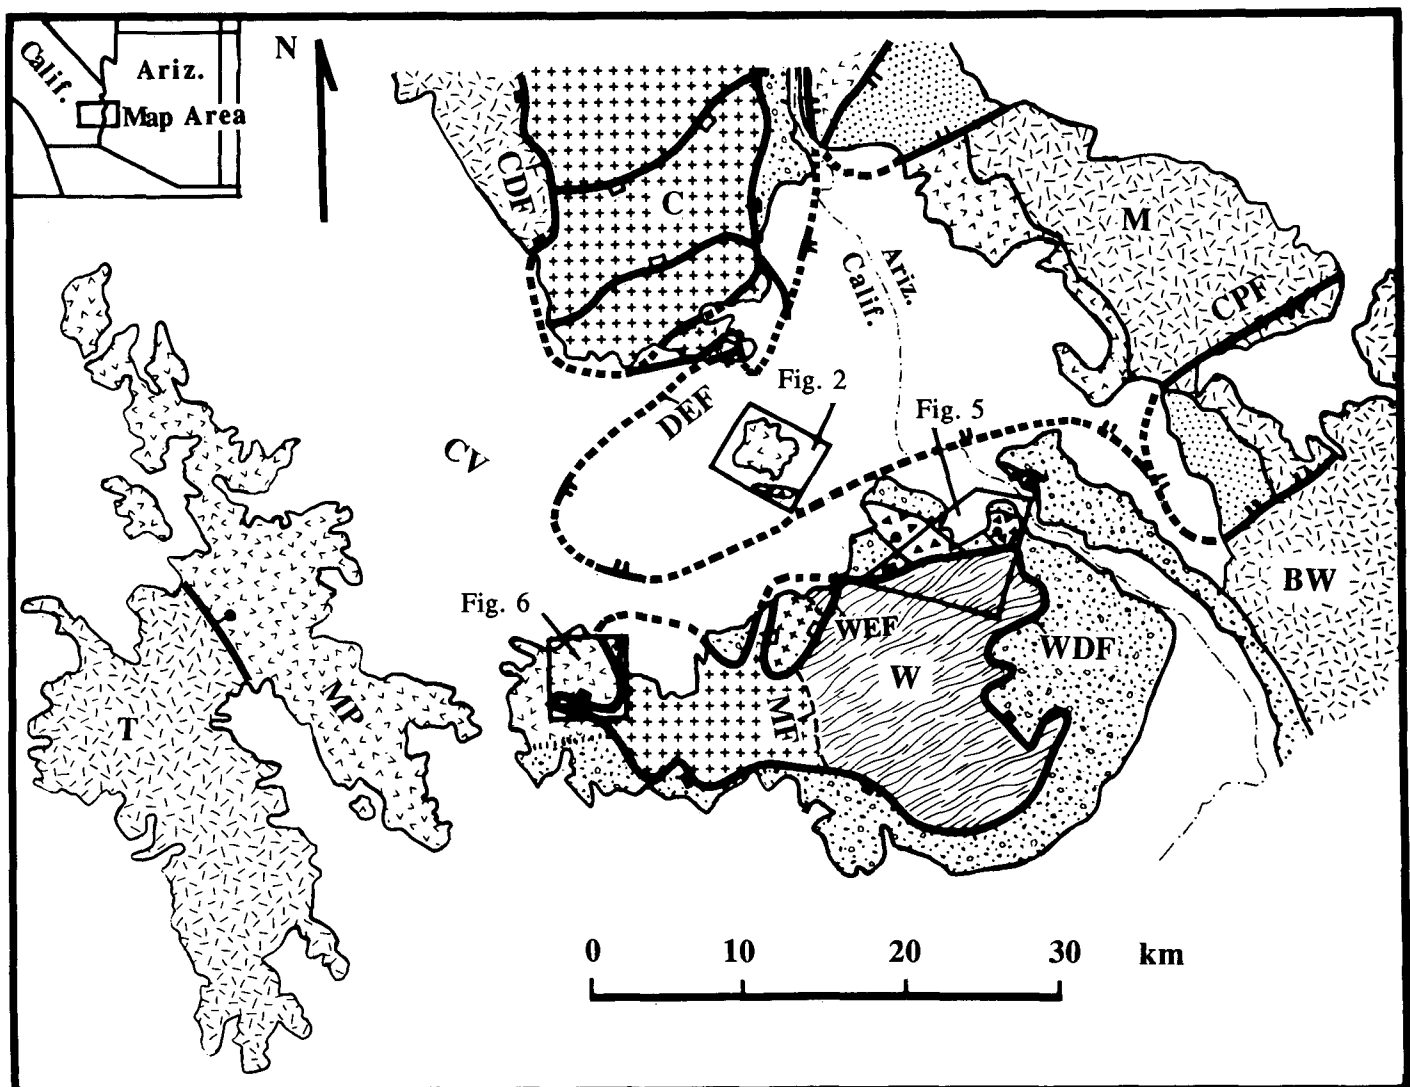 Calif.
Ariz.
Map Area
N
CDF
C
M
Ariz.
Calif.
CPF
DEF
Fig. 2
Fig. 5
CV
BW
Fig. 6
WEF
W
WDF
MF
MP
T
0 10 20 30 km